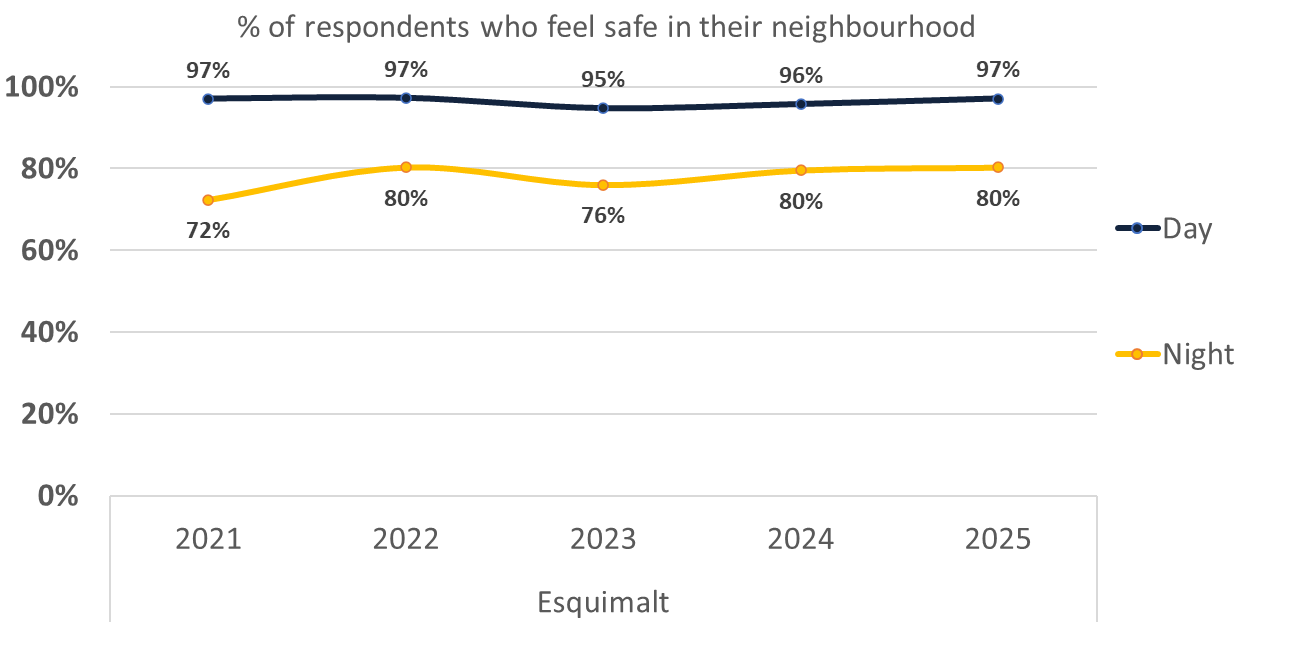 % of respondents who feel safe in their neighbourhood
97% 97% 95% 96% 97%
100%
80%
72% 80% 76% 80% 80%
60%
40%
20%
0%
Day
Night
2021 2022 2023 2024 2025
Esquimalt